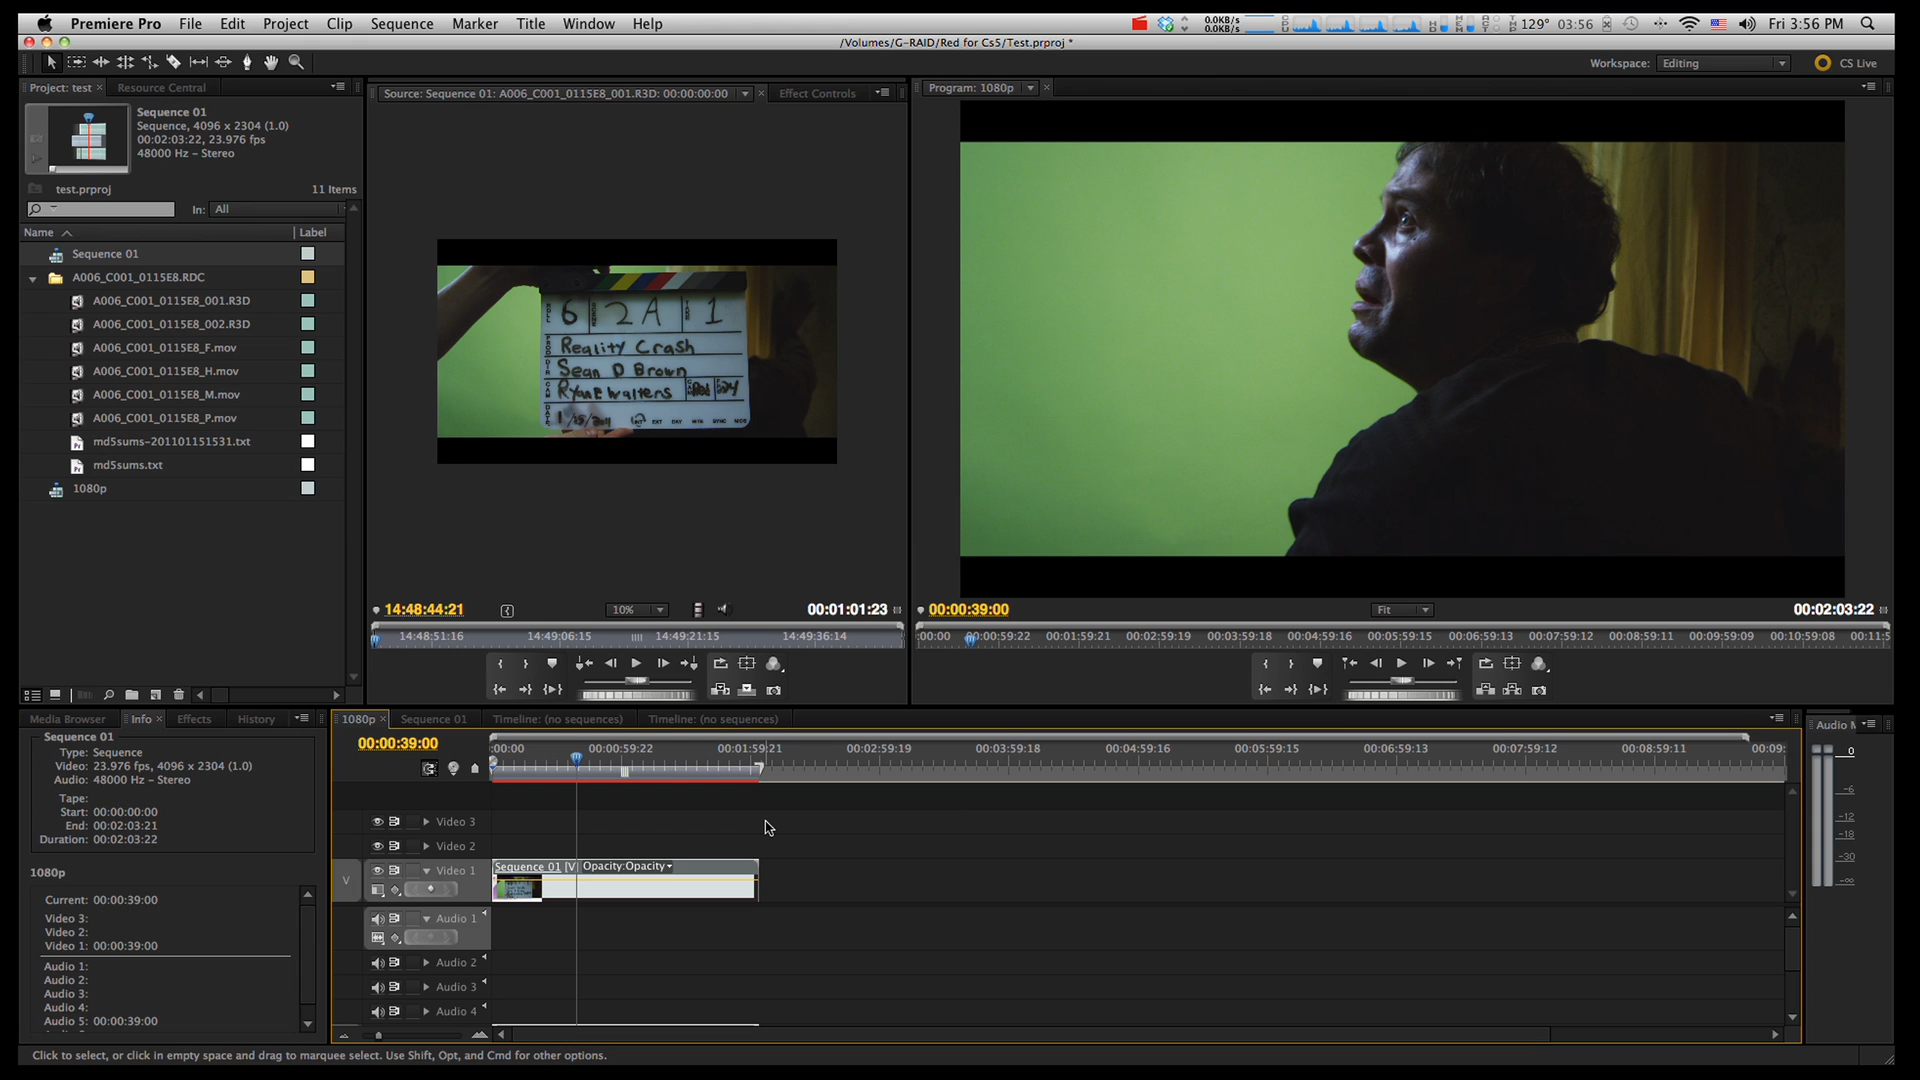 Premiere Pro File Edit Project Clip Sequence Marker Title Window Help
0.0KB/s
0.0KB/s
129° 03:56 Fri 3:56 PM
/Volumes/G-RAID/Red for Cs5/Test.prproj *
Workspace: Editing CS Live
Project: test × Resource Central
Sequence 01
Sequence, 4096 x 2304 (1.0)
00:02:03:22, 23.976 fps
48000 Hz - Stereo
test.prproj 11 Items
In: All
Name Label
Sequence 01
A006_C001_0115E8.RDC
A006_C001_0115E8_001.R3D
A006_C001_0115E8_002.R3D
A006_C001_0115E8_F.mov
A006_C001_0115E8_H.mov
A006_C001_0115E8_M.mov
A006_C001_0115E8_P.mov
md5sums-201101151531.txt
md5sums.txt
1080p
Source: Sequence 01: A006_C001_0115E8_001.R3D: 00:00:00:00 × Effect Controls
6 2A 1
Reality Crash
Sean D Brown
Ryan E Walters Red 24
14:48:44:21 10% 00:01:01:23
14:48:51:16 14:49:06:15 14:49:21:15 14:49:36:14
Program: 1080p ×
00:00:39:00 Fit 00:02:03:22
:00:00 00:00:59:22 00:01:59:21 00:02:59:19 00:03:59:18 00:04:59:16 00:05:59:15 00:06:59:13 00:07:59:12 00:08:59:11 00:09:59:09 00:10:59:08 00:11:5
Media Browser Info × Effects History
Sequence 01
Type: Sequence
Video: 23.976 fps, 4096 x 2304 (1.0)
Audio: 48000 Hz - Stereo
Tape:
Start: 00:00:00:00
End: 00:02:03:21
Duration: 00:02:03:22
1080p
Current: 00:00:39:00
Video 3:
Video 2:
Video 1: 00:00:39:00
Audio 1:
Audio 2:
Audio 3:
Audio 4:
Audio 5: 00:00:39:00
1080p × Sequence 01 Timeline: (no sequences) Timeline: (no sequences)
00:00:39:00
:00:00 00:00:59:22 00:01:59:21 00:02:59:19 00:03:59:18 00:04:59:16 00:05:59:15 00:06:59:13 00:07:59:12 00:08:59:11 00:09:
Video 3
Video 2
V Video 1
Sequence 01 [V Opacity:Opacity
Audio 1
Audio 2
Audio 3
Audio 4
Audio M
0
-6
-12
-18
-30
-∞
Click to select, or click in empty space and drag to marquee select. Use Shift, Opt, and Cmd for other options.